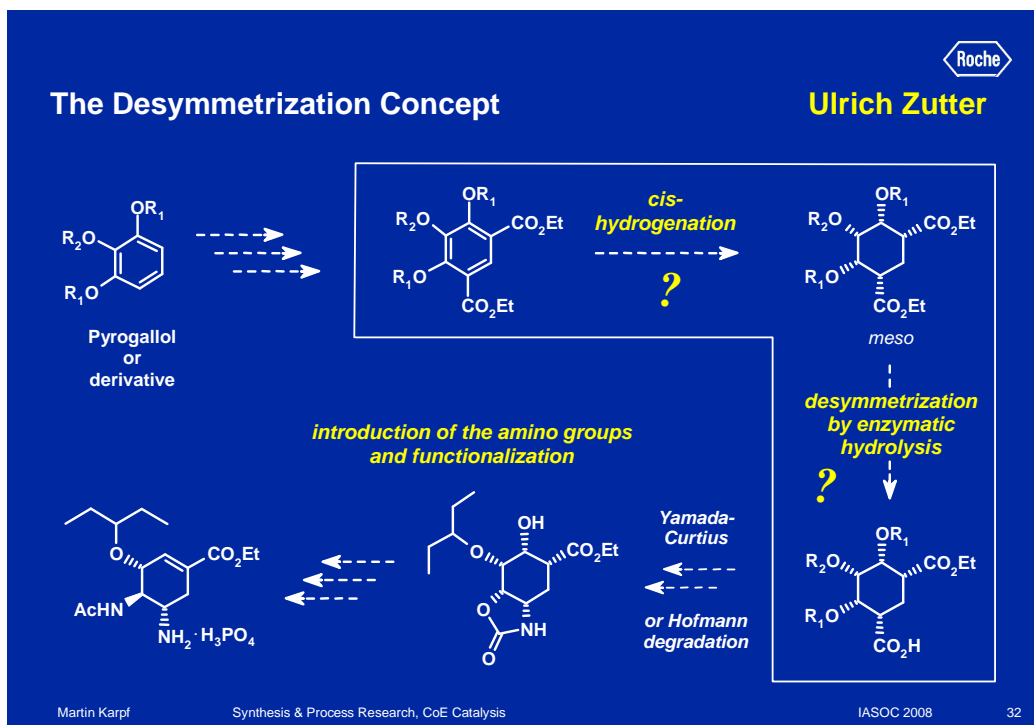 Roche
The Desymmetrization Concept
Ulrich Zutter
OR1
R2O
R1O
Pyrogallol
or
derivative
OR1
R2O
CO2Et
R1O
CO2Et
cis-
hydrogenation
?
OR1
R2O
CO2Et
R1O
CO2Et
meso
desymmetrization
by enzymatic
hydrolysis
?
OR1
R2O
CO2Et
R1O
CO2H
introduction of the amino groups
and functionalization
Yamada-
Curtius
or Hofmann
degradation
OH
O
CO2Et
O
NH
O
O
CO2Et
AcHN
NH2·H3PO4
Martin Karpf
Synthesis & Process Research, CoE Catalysis
IASOC 2008
32